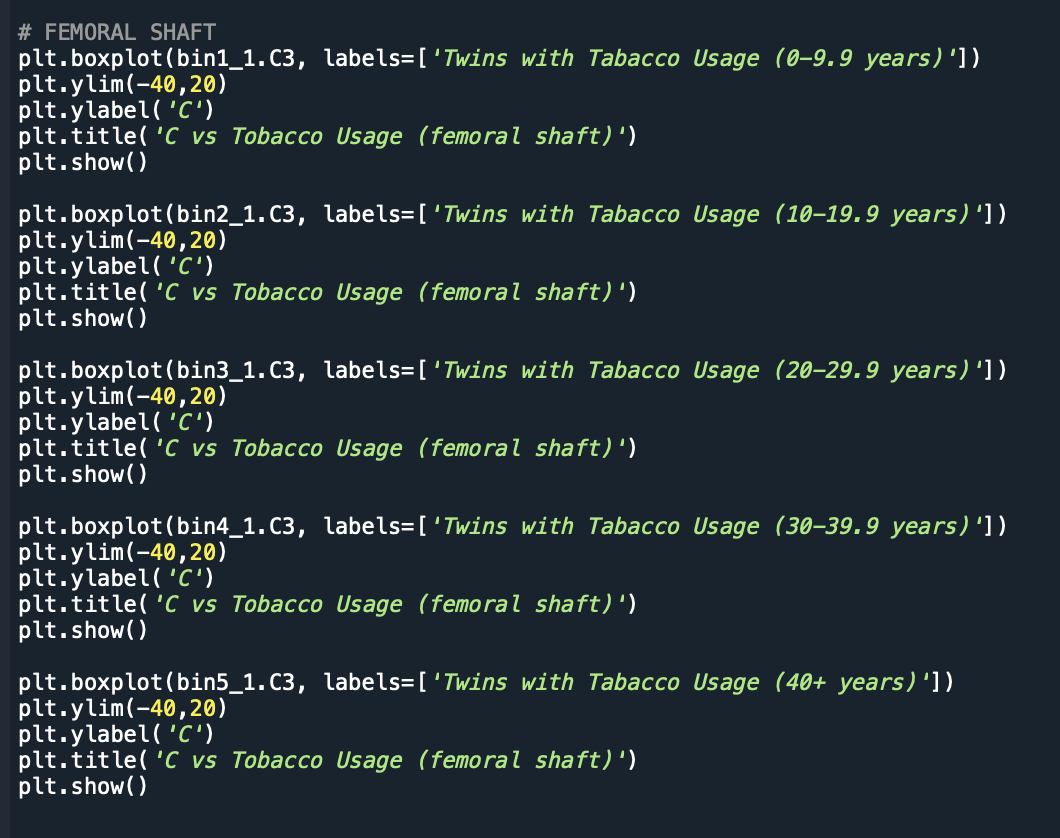 # FEMORAL SHAFT
plt.boxplot(bin1_1.C3, labels=['Twins with Tabacco Usage (0-9.9 years)'])
plt.ylim(-40,20)
plt.ylabel('C')
plt.title('C vs Tobacco Usage (femoral shaft)')
plt.show()

plt.boxplot(bin2_1.C3, labels=['Twins with Tabacco Usage (10-19.9 years)'])
plt.ylim(-40,20)
plt.ylabel('C')
plt.title('C vs Tobacco Usage (femoral shaft)')
plt.show()

plt.boxplot(bin3_1.C3, labels=['Twins with Tabacco Usage (20-29.9 years)'])
plt.ylim(-40,20)
plt.ylabel('C')
plt.title('C vs Tobacco Usage (femoral shaft)')
plt.show()

plt.boxplot(bin4_1.C3, labels=['Twins with Tabacco Usage (30-39.9 years)'])
plt.ylim(-40,20)
plt.ylabel('C')
plt.title('C vs Tobacco Usage (femoral shaft)')
plt.show()

plt.boxplot(bin5_1.C3, labels=['Twins with Tabacco Usage (40+ years)'])
plt.ylim(-40,20)
plt.ylabel('C')
plt.title('C vs Tobacco Usage (femoral shaft)')
plt.show()